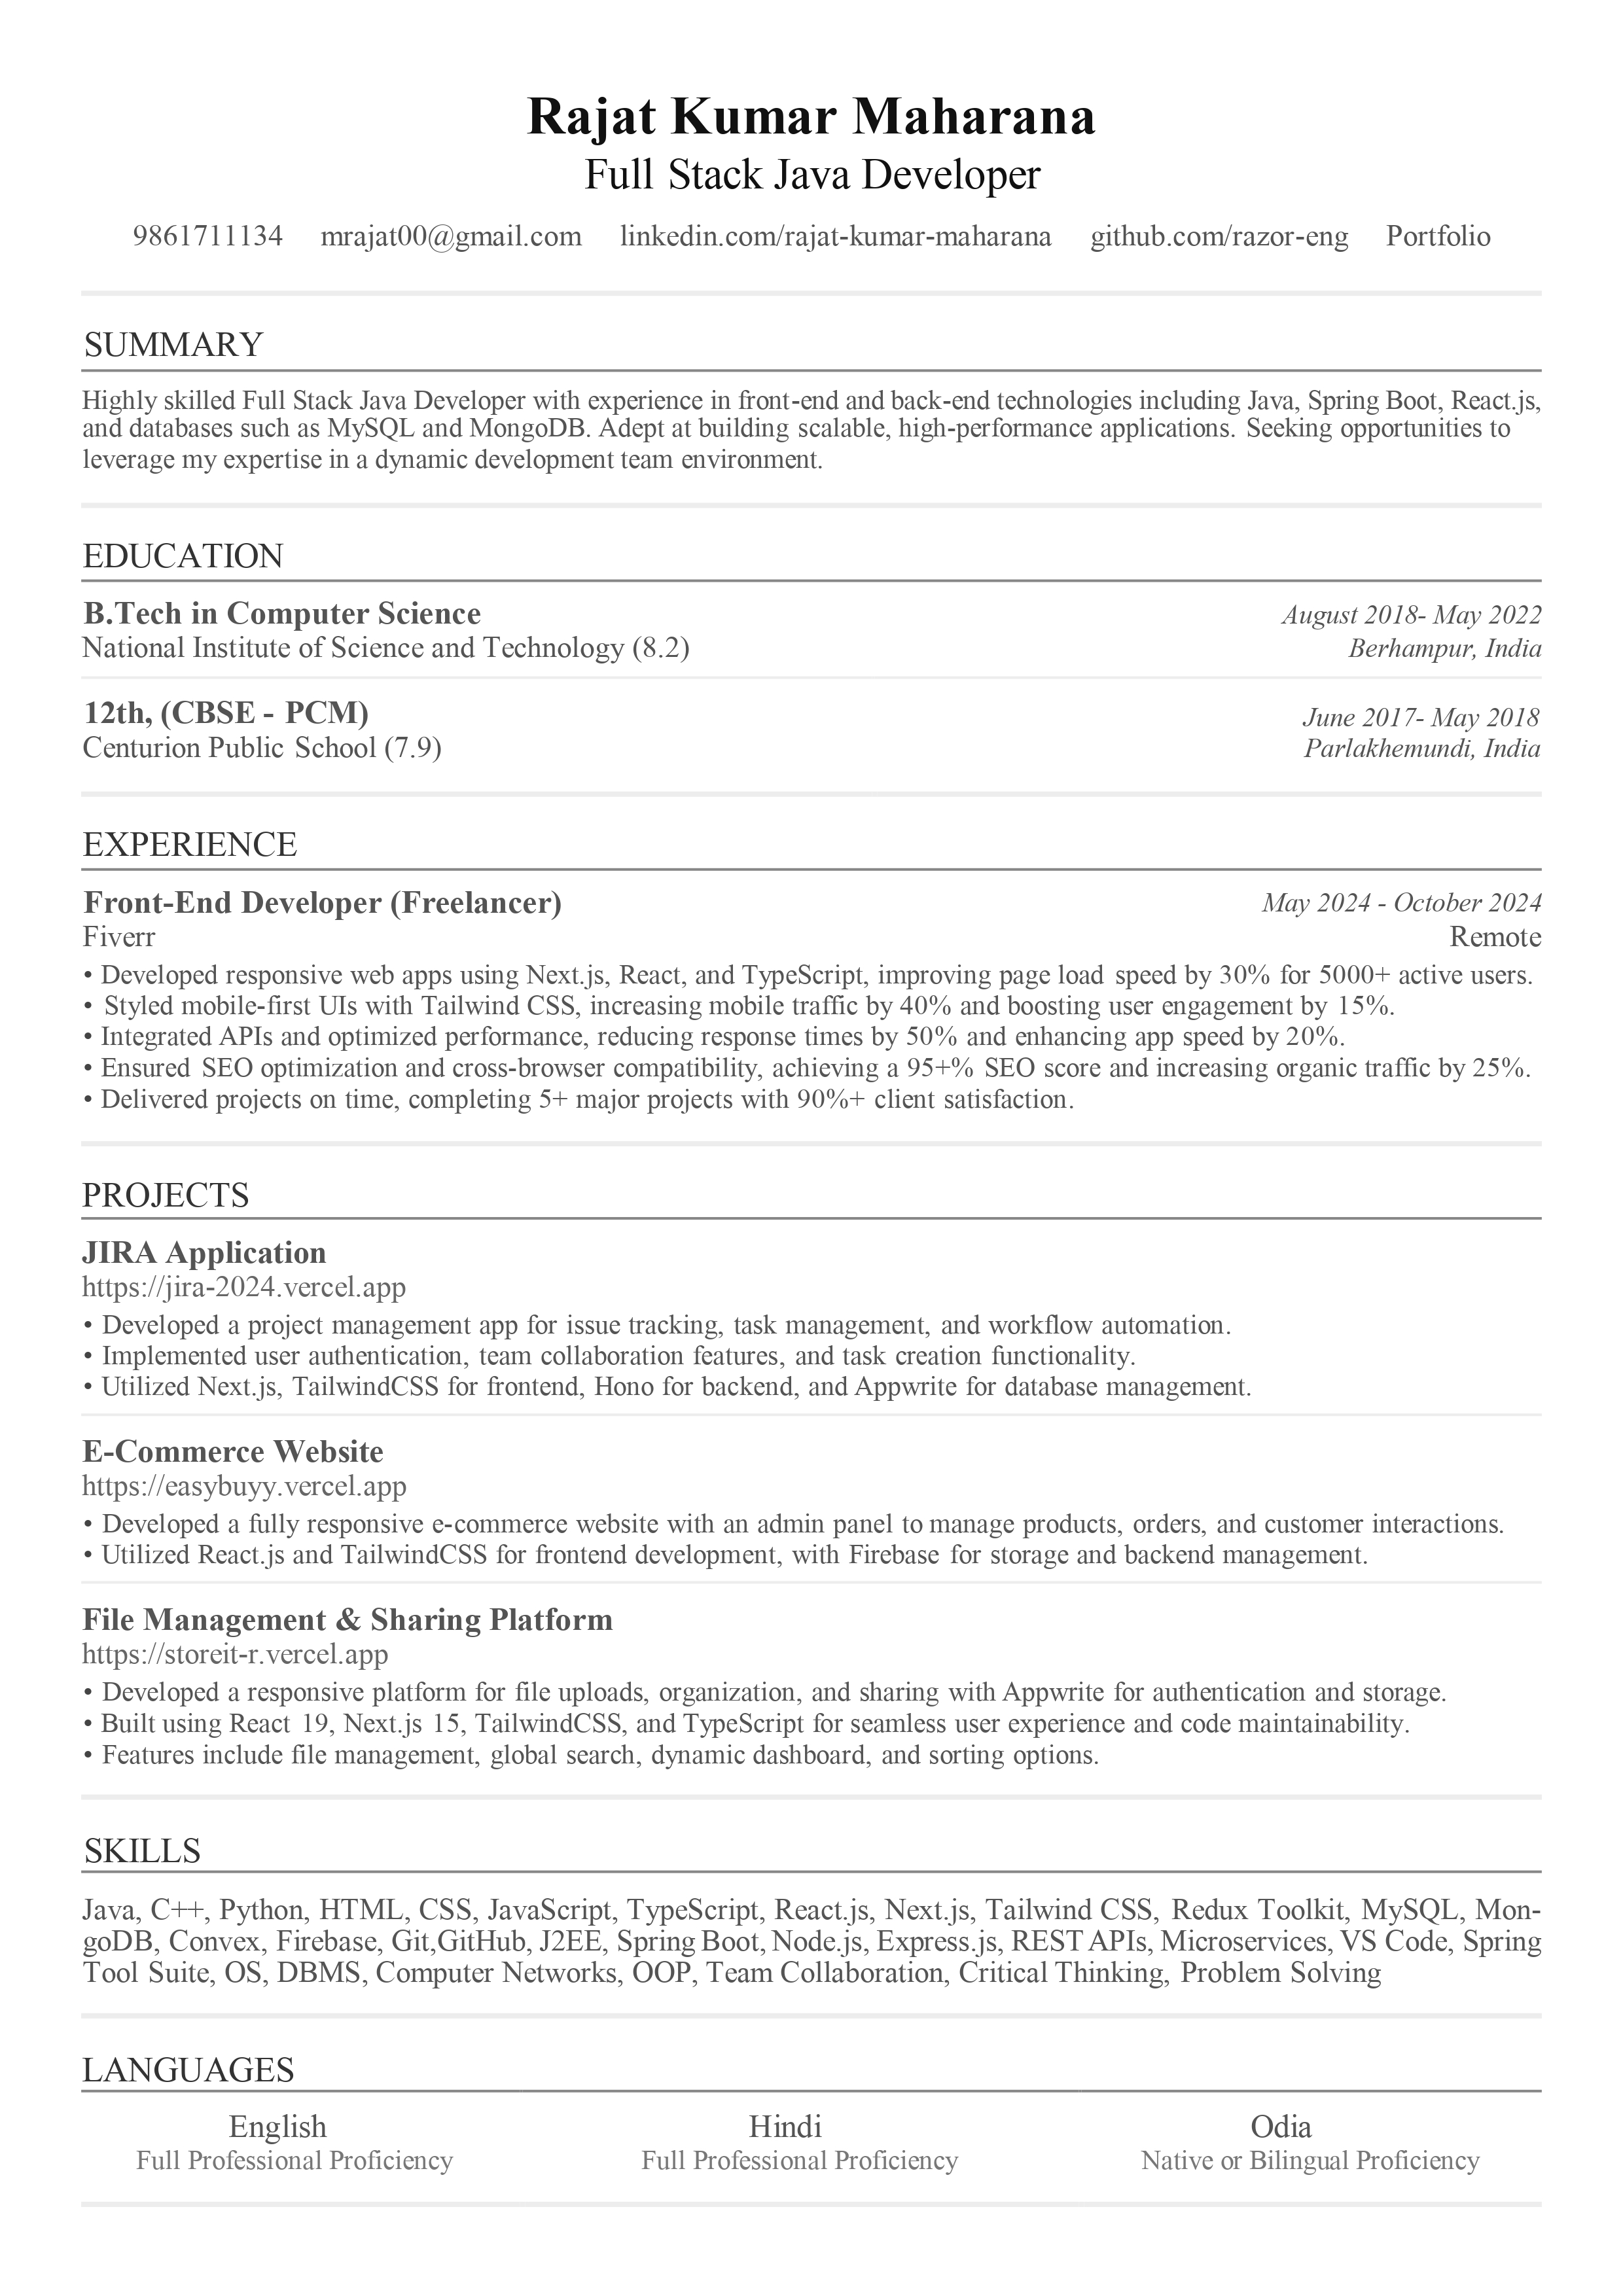 Rajat Kumar Maharana
Full Stack Java Developer
9861711134 mrajat00@gmail.com linkedin.com/rajat-kumar-maharana github.com/razor-eng Portfolio
SUMMARY
Highly skilled Full Stack Java Developer with experience in front-end and back-end technologies including Java, Spring Boot, React.js,
and databases such as MySQL and MongoDB. Adept at building scalable, high-performance applications. Seeking opportunities to
leverage my expertise in a dynamic development team environment.
EDUCATION
B.Tech in Computer Science August 2018- May 2022
National Institute of Science and Technology (8.2) Berhampur, India
12th, (CBSE - PCM) June 2017- May 2018
Centurion Public School (7.9) Parlakhemundi, India
EXPERIENCE
Front-End Developer (Freelancer) May 2024 - October 2024
Fiverr Remote
• Developed responsive web apps using Next.js, React, and TypeScript, improving page load speed by 30% for 5000+ active users.
• Styled mobile-first UIs with Tailwind CSS, increasing mobile traffic by 40% and boosting user engagement by 15%.
• Integrated APIs and optimized performance, reducing response times by 50% and enhancing app speed by 20%.
• Ensured SEO optimization and cross-browser compatibility, achieving a 95+% SEO score and increasing organic traffic by 25%.
• Delivered projects on time, completing 5+ major projects with 90%+ client satisfaction.
PROJECTS
JIRA Application
https://jira-2024.vercel.app
• Developed a project management app for issue tracking, task management, and workflow automation.
• Implemented user authentication, team collaboration features, and task creation functionality.
• Utilized Next.js, TailwindCSS for frontend, Hono for backend, and Appwrite for database management.
E-Commerce Website
https://easybuyy.vercel.app
• Developed a fully responsive e-commerce website with an admin panel to manage products, orders, and customer interactions.
• Utilized React.js and TailwindCSS for frontend development, with Firebase for storage and backend management.
File Management & Sharing Platform
https://storeit-r.vercel.app
• Developed a responsive platform for file uploads, organization, and sharing with Appwrite for authentication and storage.
• Built using React 19, Next.js 15, TailwindCSS, and TypeScript for seamless user experience and code maintainability.
• Features include file management, global search, dynamic dashboard, and sorting options.
SKILLS
Java, C++, Python, HTML, CSS, JavaScript, TypeScript, React.js, Next.js, Tailwind CSS, Redux Toolkit, MySQL, Mon-
goDB, Convex, Firebase, Git,GitHub, J2EE, Spring Boot, Node.js, Express.js, REST APIs, Microservices, VS Code, Spring
Tool Suite, OS, DBMS, Computer Networks, OOP, Team Collaboration, Critical Thinking, Problem Solving
LANGUAGES
English Hindi Odia
Full Professional Proficiency Full Professional Proficiency Native or Bilingual Proficiency